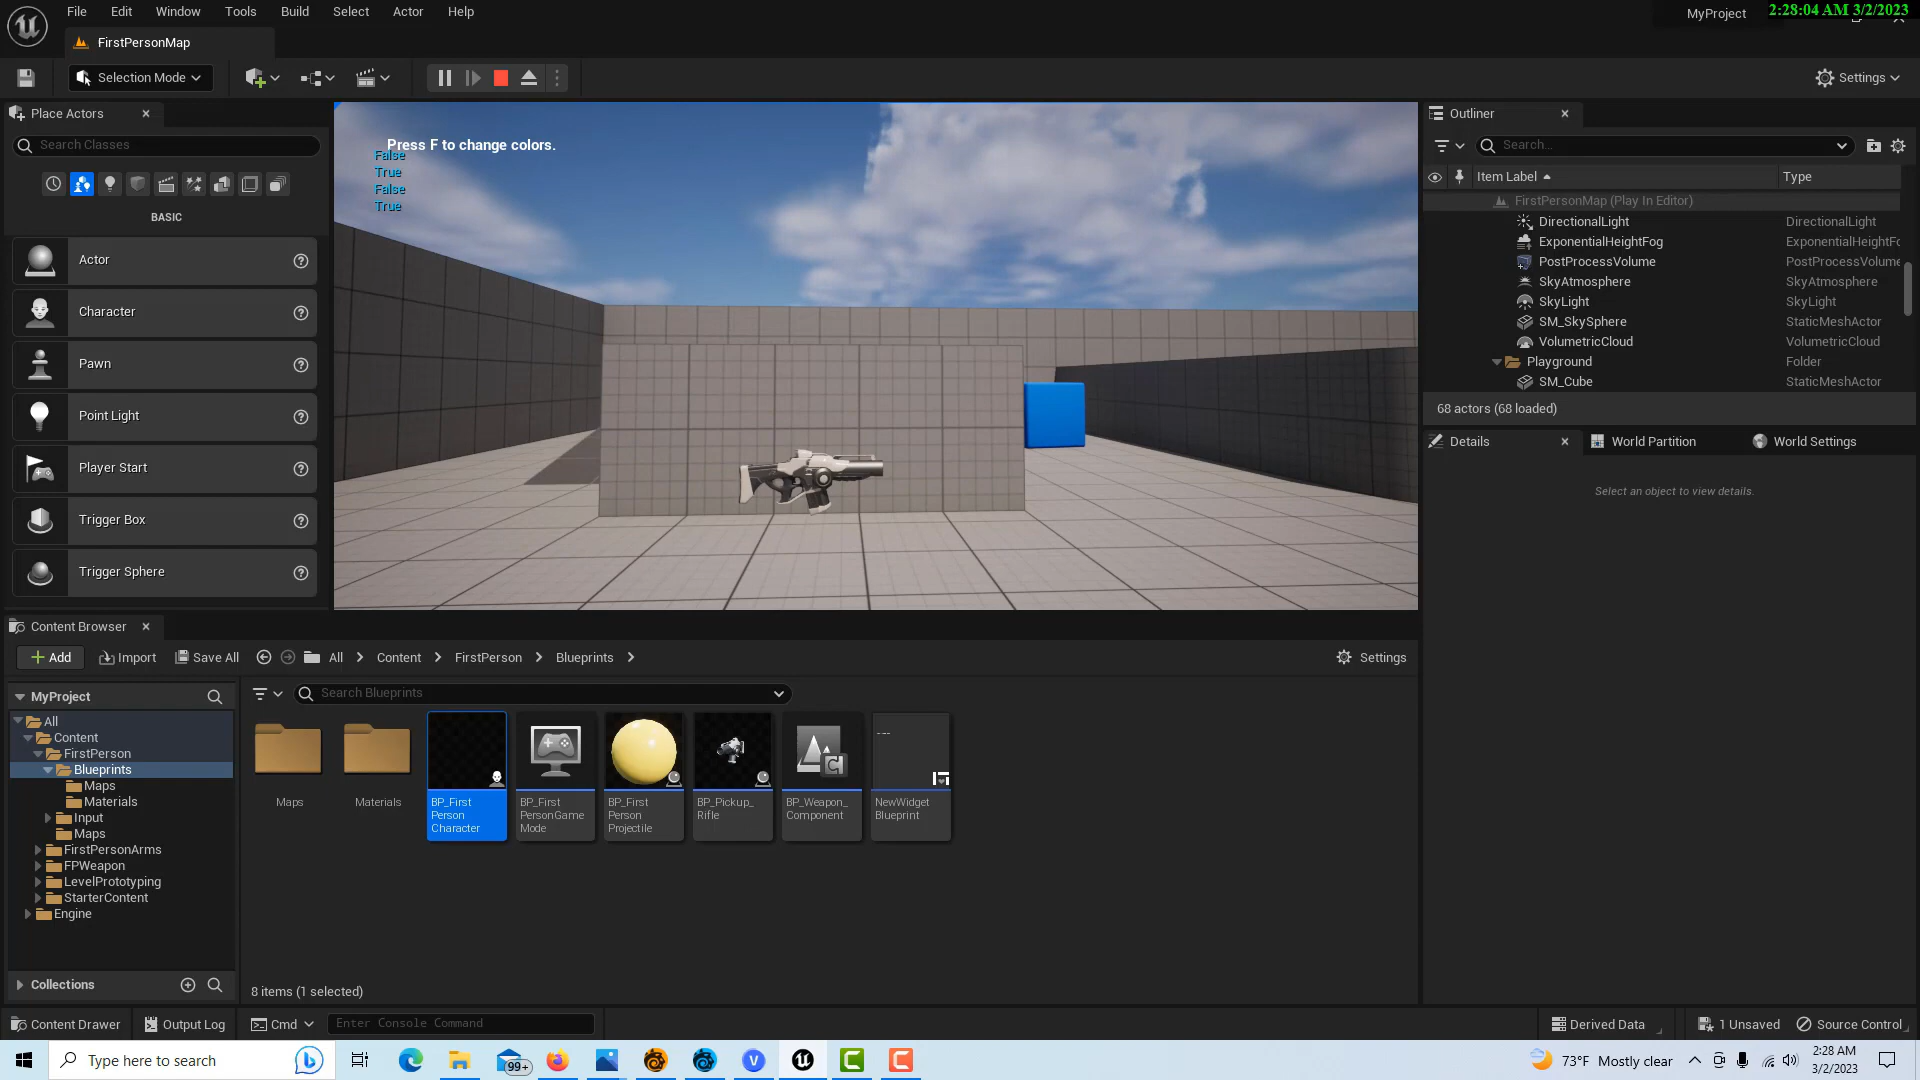 File Edit Window Tools Build Select Actor Help
MyProject
2:28:04 AM 3/2/2023
FirstPersonMap
Selection Mode
Settings
Place Actors
Search Classes
BASIC
Actor
Character
Pawn
Point Light
Player Start
Trigger Box
Trigger Sphere
Press F to change colors.
False
True
False
True
Outliner
Search...
Item Label Type
FirstPersonMap (Play In Editor)
DirectionalLight DirectionalLight
ExponentialHeightFog ExponentialHeightFo
PostProcessVolume PostProcessVolume
SkyAtmosphere SkyAtmosphere
SkyLight SkyLight
SM_SkySphere StaticMeshActor
VolumetricCloud VolumetricCloud
Playground Folder
SM_Cube StaticMeshActor
68 actors (68 loaded)
Details World Partition World Settings
Select an object to view details.
Content Browser
Add Import Save All All Content FirstPerson Blueprints Settings
MyProject
Search Blueprints
All
Content
FirstPerson
Blueprints
Maps
Materials
Input
Maps
FirstPersonArms
FPWeapon
LevelPrototyping
StarterContent
Engine
Collections
Maps
Materials
BP_First
Person
Character
BP_First
PersonGame
Mode
BP_First
Person
Projectile
BP_Pickup_
Rifle
BP_Weapon_
Component
NewWidget
Blueprint
8 items (1 selected)
Content Drawer Output Log Cmd Enter Console Command Derived Data 1 Unsaved Source Control
Type here to search
99+
73°F Mostly clear
2:28 AM
3/2/2023